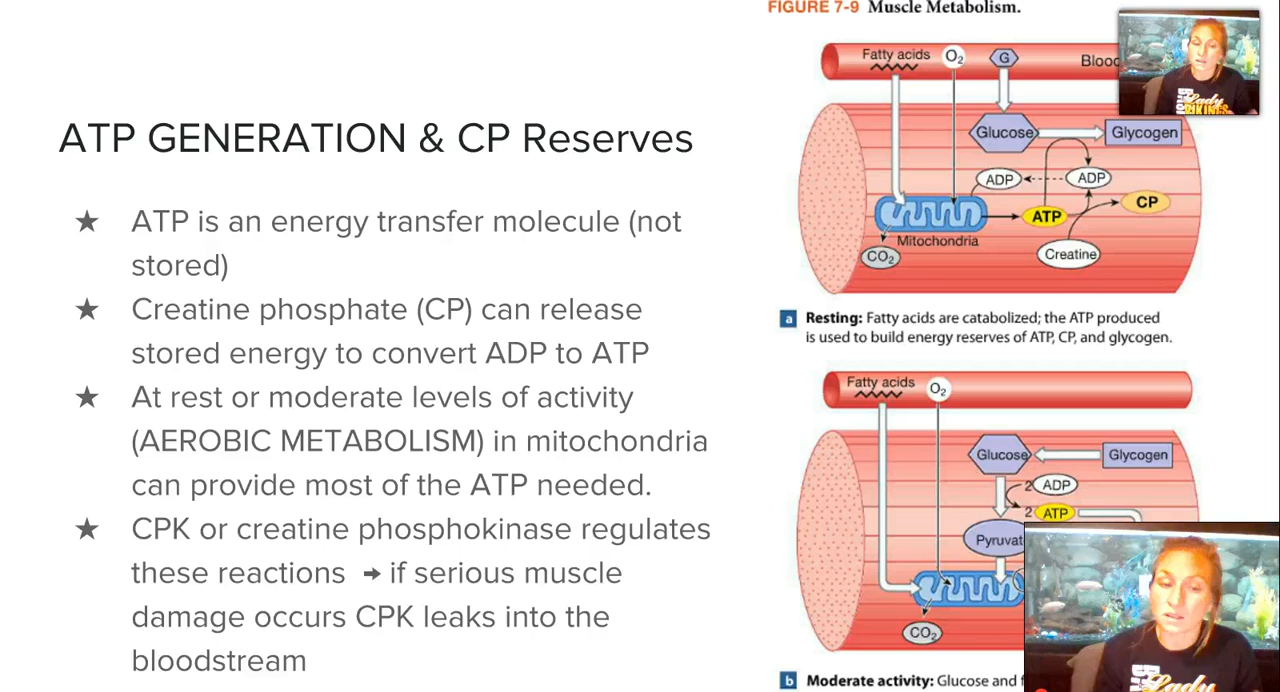 ATP GENERATION & CP Reserves
★ ATP is an energy transfer molecule (not
stored)
★ Creatine phosphate (CP) can release
stored energy to convert ADP to ATP
★ At rest or moderate levels of activity
(AEROBIC METABOLISM) in mitochondria
can provide most of the ATP needed.
★ CPK or creatine phosphokinase regulates
these reactions → if serious muscle
damage occurs CPK leaks into the
bloodstream
FIGURE 7-9 Muscle Metabolism.
Fatty acids
O₂
G
Blood
Glucose
Glycogen
ADP
ADP
ATP
CP
Mitochondria
CO₂
Creatine
a Resting: Fatty acids are catabolized; the ATP produced
is used to build energy reserves of ATP, CP, and glycogen.
Fatty acids
O₂
Glucose
Glycogen
2 ADP
2 ATP
Pyruvat
CO₂
b Moderate activity: Glucose and f
Lady
VIKINGS
Lady